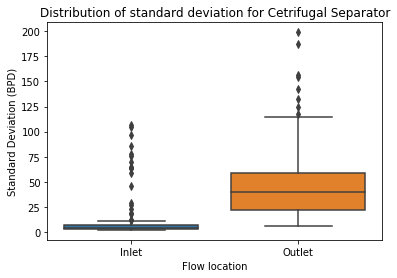 Distribution of standard deviation for Cetrifugal Separator
200
175
150
125
100
75
50
25
0
Standard Deviation (BPD)
Inlet
Outlet
Flow location